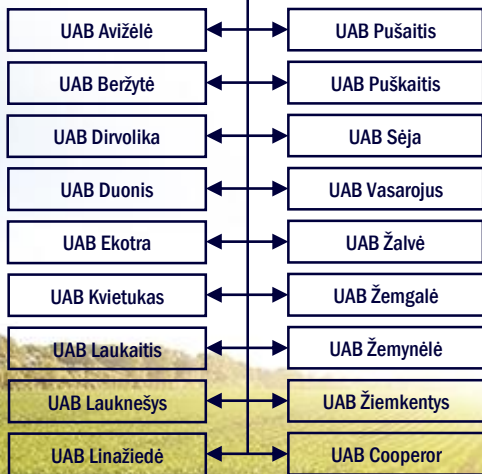 UAB Avižėlė
UAB Pušaitis
UAB Beržytė
UAB Puškaitis
UAB Dirvolika
UAB Sėja
UAB Duonis
UAB Vasarojus
UAB Ekotra
UAB Žalvė
UAB Kvietukas
UAB Žemgalė
UAB Laukaitis
UAB Žemynėlė
UAB Lauknešys
UAB Žiemkentys
UAB Linažiedė
UAB Cooperor